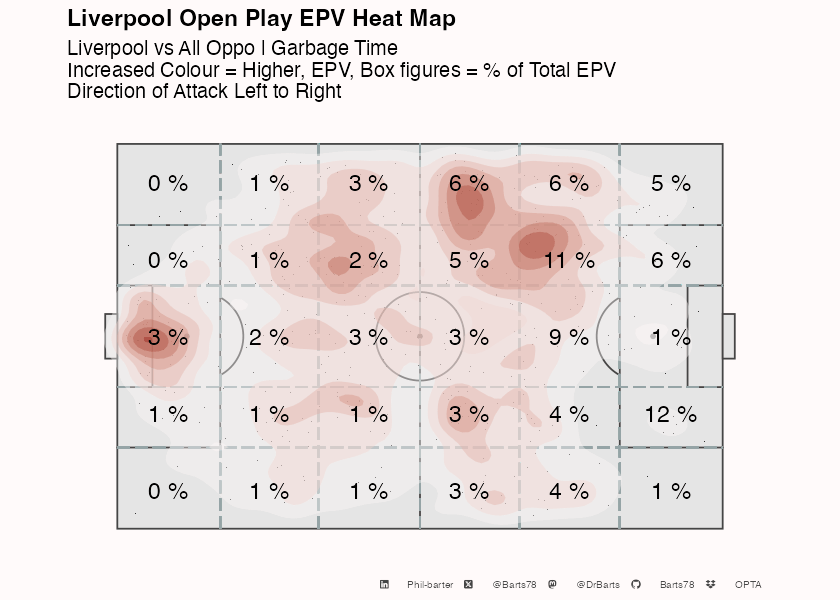 Liverpool Open Play EPV Heat Map
Liverpool vs All Oppo | Garbage Time
Increased Colour = Higher, EPV, Box figures = % of Total EPV
Direction of Attack Left to Right
0 % 1 % 3 % 6 % 6 % 5 %
0 % 1 % 2 % 5 % 11 % 6 %
3 % 2 % 3 % 3 % 9 % 1 %
1 % 1 % 1 % 3 % 4 % 12 %
0 % 1 % 1 % 3 % 4 % 1 %
Phil-barter @Barts78 @DrBarts Barts78 OPTA